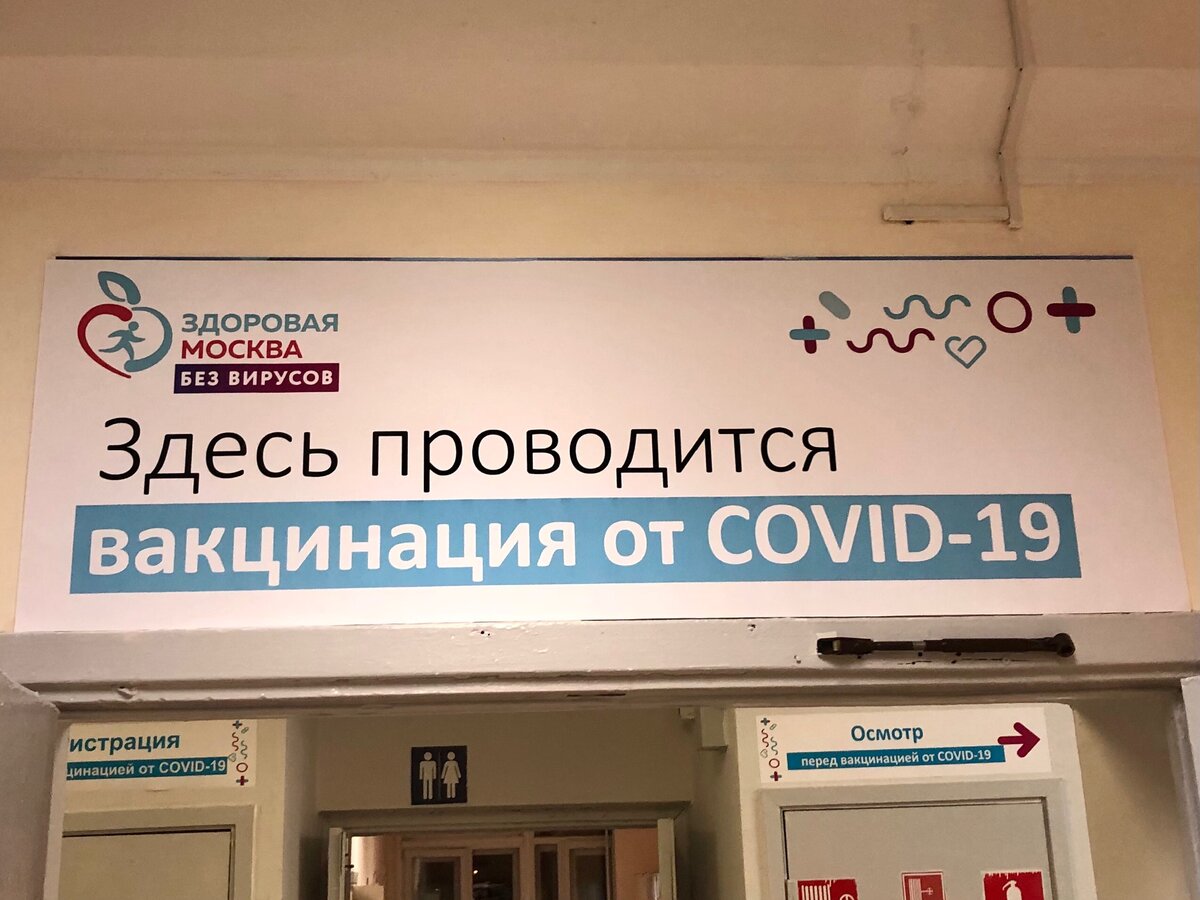 ЗДОРОВАЯ
МОСКВА
БЕЗ ВИРУСОВ
Здесь проводится
вакцинация от COVID-19
истрация
цинацией от COVID-19
Осмотр
перед вакцинацией от COVID-19